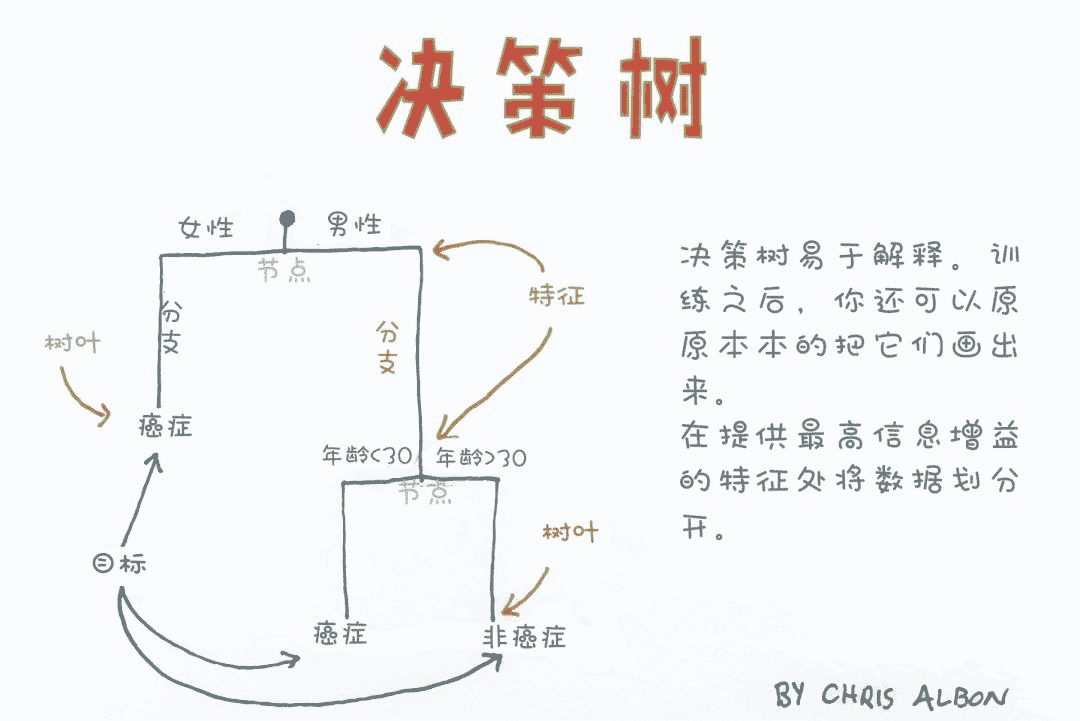 决策树
女性
男性
节点
特征
分支
分支
树叶
癌症
年龄<30
年龄>30
节点
树叶
目标
癌症
非癌症
决策树易于解释。训
练之后，你还可以原
原本本的把它们画出
来。
在提供最高信息增益
的特征处将数据划分
开。
BY CHRIS ALBON